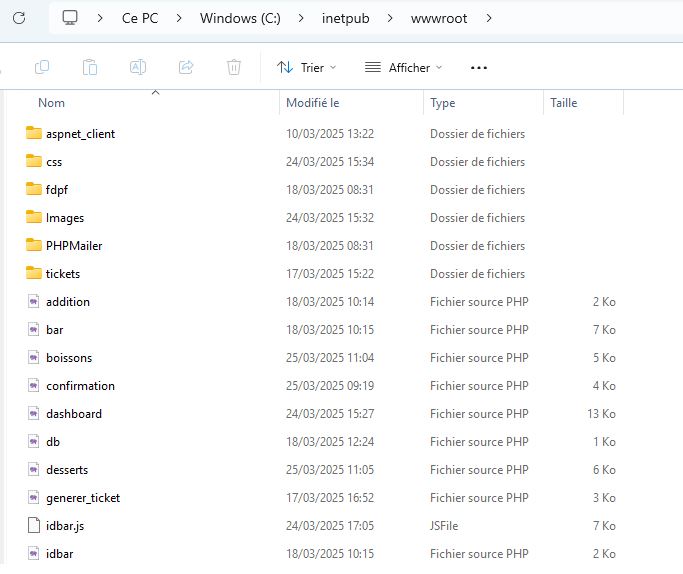 Ce PC > Windows (C:) > inetpub > wwwroot >
Trier Afficher
Nom Modifié le Type Taille
aspnet_client 10/03/2025 13:22 Dossier de fichiers
css 24/03/2025 15:34 Dossier de fichiers
fdpf 18/03/2025 08:31 Dossier de fichiers
Images 24/03/2025 15:32 Dossier de fichiers
PHPMailer 18/03/2025 08:31 Dossier de fichiers
tickets 17/03/2025 15:22 Dossier de fichiers
addition 18/03/2025 10:14 Fichier source PHP 2 Ko
bar 18/03/2025 10:15 Fichier source PHP 7 Ko
boissons 25/03/2025 11:04 Fichier source PHP 5 Ko
confirmation 25/03/2025 09:19 Fichier source PHP 4 Ko
dashboard 24/03/2025 15:27 Fichier source PHP 13 Ko
db 18/03/2025 12:24 Fichier source PHP 1 Ko
desserts 25/03/2025 11:05 Fichier source PHP 6 Ko
generer_ticket 17/03/2025 16:52 Fichier source PHP 3 Ko
idbar.js 24/03/2025 17:05 JSFile 7 Ko
idbar 18/03/2025 10:15 Fichier source PHP 2 Ko